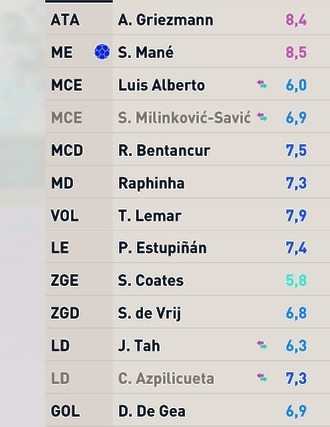 ATA A. Griezmann 8,4
ME S. Mané 8,5
MCE Luis Alberto 6,0
MCE S. Milinković-Savić 6,9
MCD R. Bentancur 7,5
MD Raphinha 7,3
VOL T. Lemar 7,9
LE P. Estupiñán 7,4
ZGE S. Coates 5,8
ZGD S. de Vrij 6,8
LD J. Tah 6,3
LD C. Azpilicueta 7,3
GOL D. De Gea 6,9